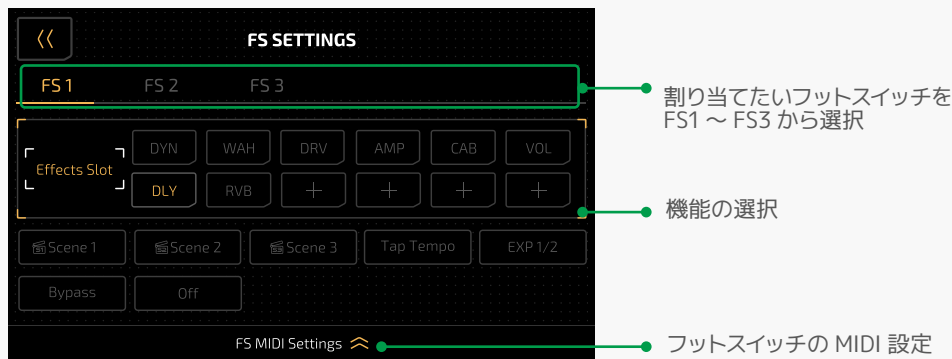 <<
FS SETTINGS
FS 1 FS 2 FS 3
割り当てたいフットスイッチを
FS1 ~ FS3 から選択
Effects Slot
DYN WAH DRV AMP CAB VOL
DLY RVB + + + +
機能の選択
Scene 1 Scene 2 Scene 3 Tap Tempo EXP 1/2
Bypass Off
FS MIDI Settings
フットスイッチの MIDI 設定